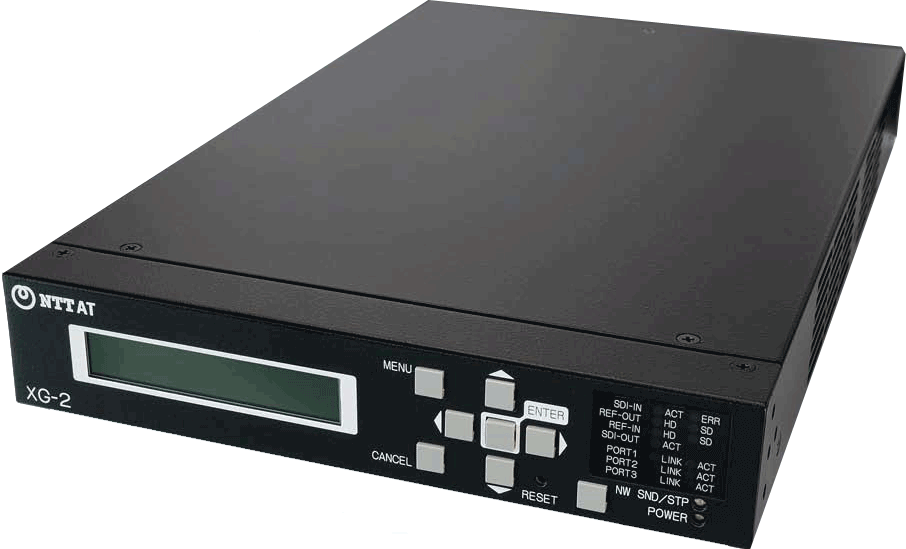 NTT AT
XG-2
MENU
ENTER
CANCEL
RESET
SDI-IN ACT ERR
REF-OUT HD SD
REF-IN HD SD
SDI-OUT ACT
PORT1 LINK ACT
PORT2 LINK ACT
PORT3 LINK ACT
NW SND/STP
POWER